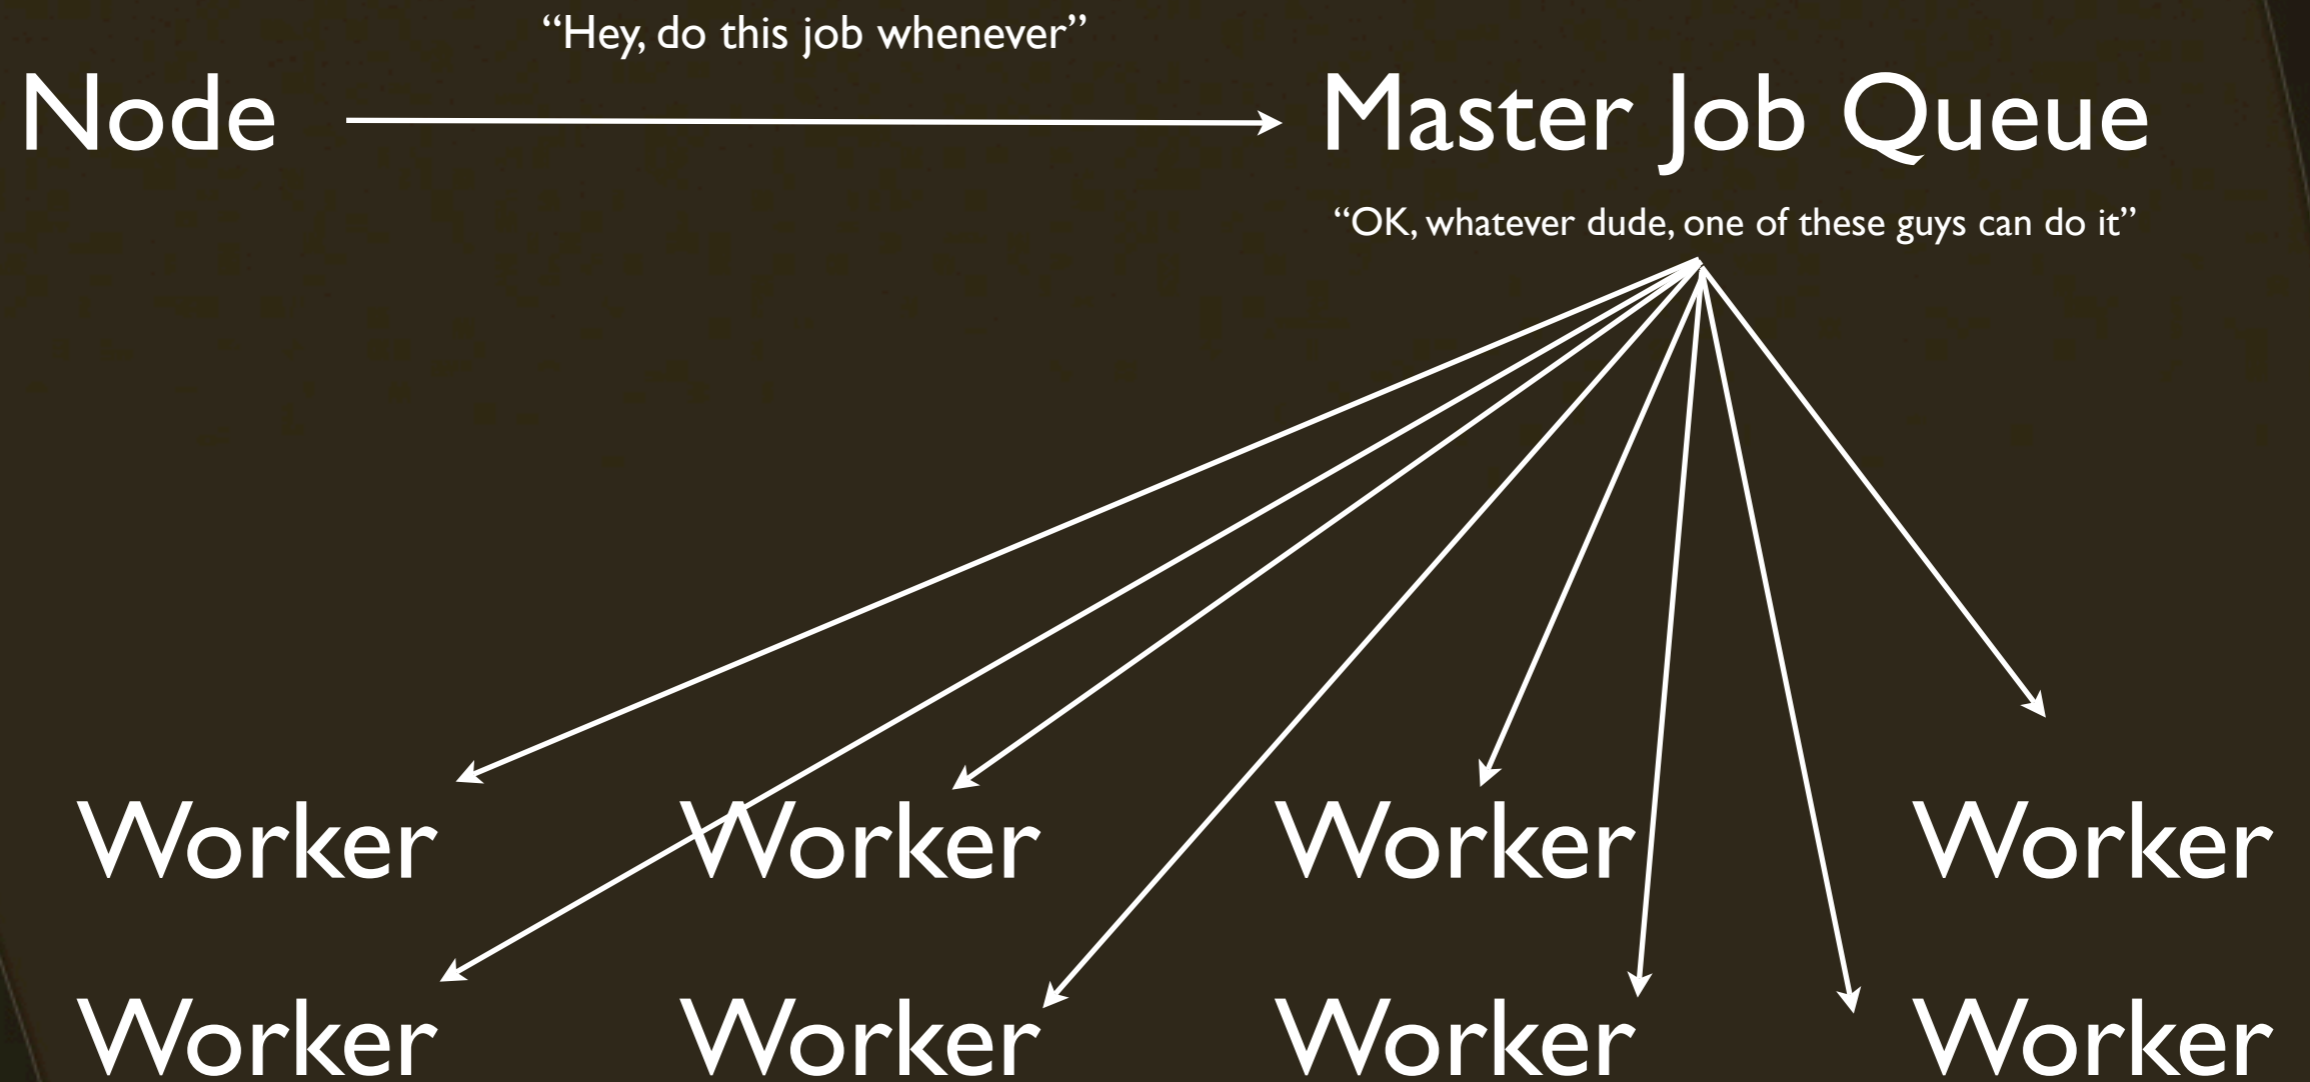 “Hey, do this job whenever”
Node
Master Job Queue
“OK, whatever dude, one of these guys can do it”
Worker Worker Worker Worker
Worker Worker Worker Worker